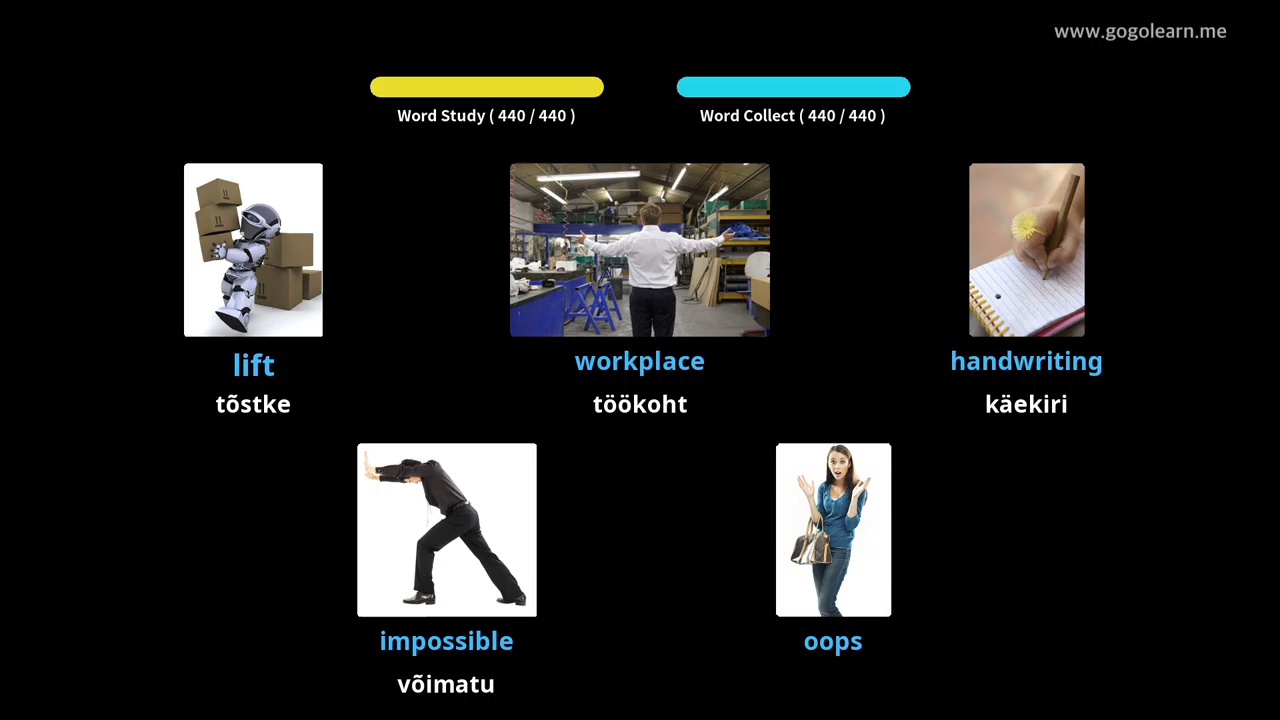 www.gogolearn.me
Word Study ( 440 / 440 )
Word Collect ( 440 / 440 )
lift
workplace
handwriting
tõstke
töökoht
käekiri
impossible
oops
võimatu